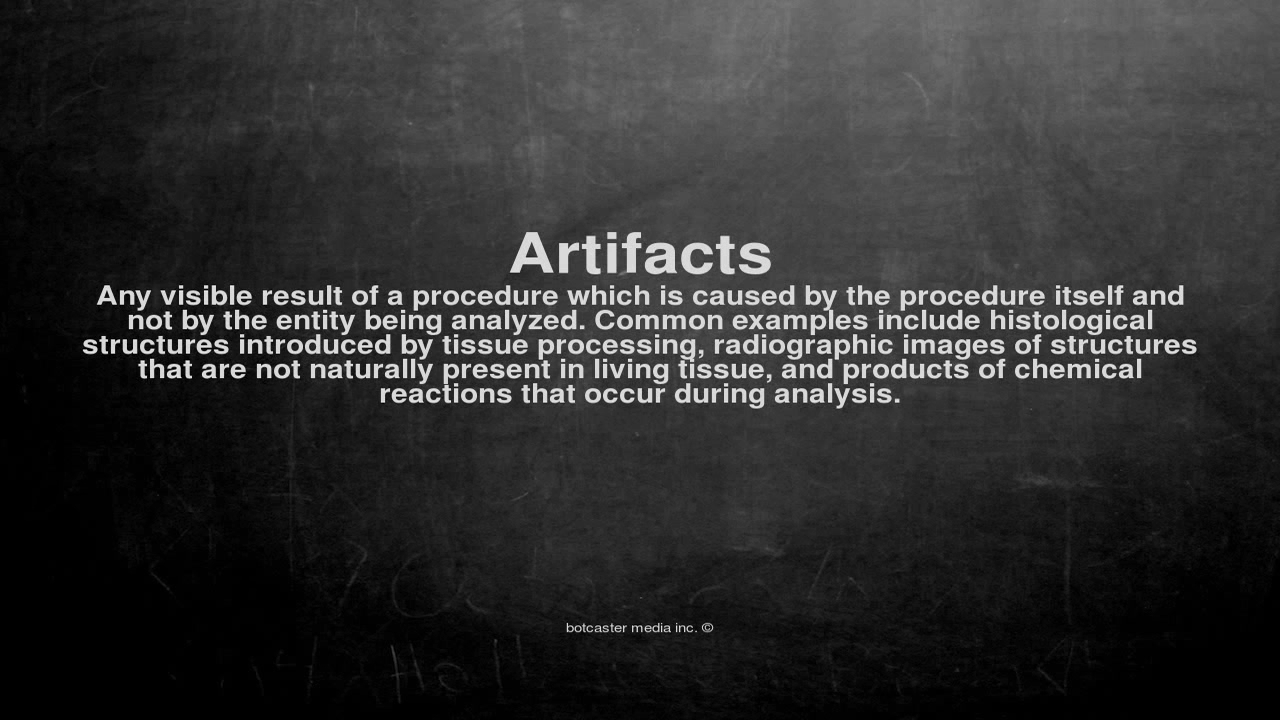 Artifacts
Any visible result of a procedure which is caused by the procedure itself and
not by the entity being analyzed. Common examples include histological
structures introduced by tissue processing, radiographic images of structures
that are not naturally present in living tissue, and products of chemical
reactions that occur during analysis.
botcaster media inc. ©